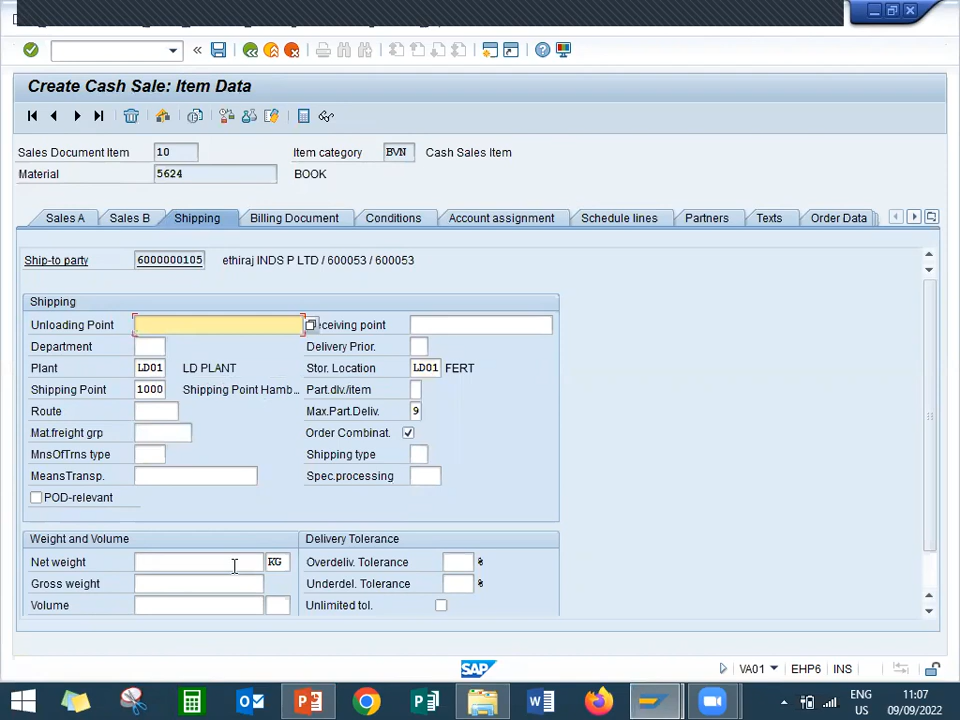 Create Cash Sale: Item Data
Sales Document Item 10 Item category BVN Cash Sales Item
Material 5624 BOOK
Sales A Sales B Shipping Billing Document Conditions Account assignment Schedule lines Partners Texts Order Data
Ship-to party 6000000105 ethiraj INDS P LTD / 600053 / 600053
Shipping
Unloading Point eceiving point
Department Delivery Prior.
Plant LD01 LD PLANT Stor. Location LD01 FERT
Shipping Point 1000 Shipping Point Hamb... Part.dlv./item
Route Max.Part.Deliv. 9
Mat.freight grp Order Combinat.
MnsOfTrns type Shipping type
MeansTransp. Spec.processing
POD-relevant
Weight and Volume Delivery Tolerance
Net weight KG Overdeliv. Tolerance %
Gross weight Underdel. Tolerance %
Volume Unlimited tol.
SAP VA01 EHP6 INS
ENG 11:07
US 09/09/2022